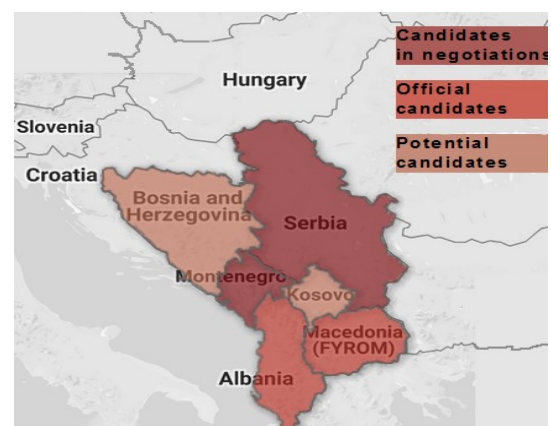 Candidates
in negotiations
Hungary
Official
candidates
Slovenia
Potential
candidates
Croatia
Bosnia and
Herzegovina
Serbia
Montenegro
Kosovo
Macedonia
(FYROM)
Albania